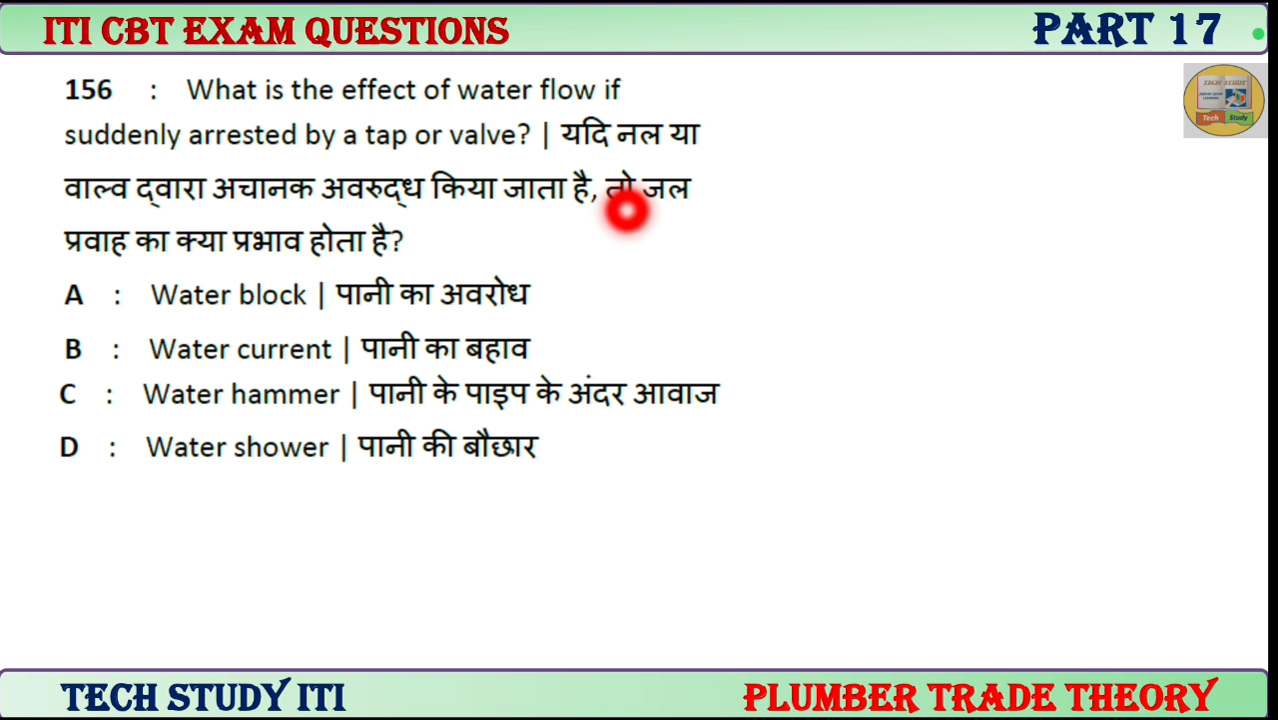 ITI CBT EXAM QUESTIONS
PART 17
156 : What is the effect of water flow if
suddenly arrested by a tap or valve? | यदि नल या
वाल्व द्वारा अचानक अवरुद्ध किया जाता है, तो जल
प्रवाह का क्या प्रभाव होता है?
A : Water block | पानी का अवरोध
B : Water current | पानी का बहाव
C : Water hammer | पानी के पाइप के अंदर आवाज
D : Water shower | पानी की बौछार
Tech Study
TECH STUDY ITI
PLUMBER TRADE THEORY